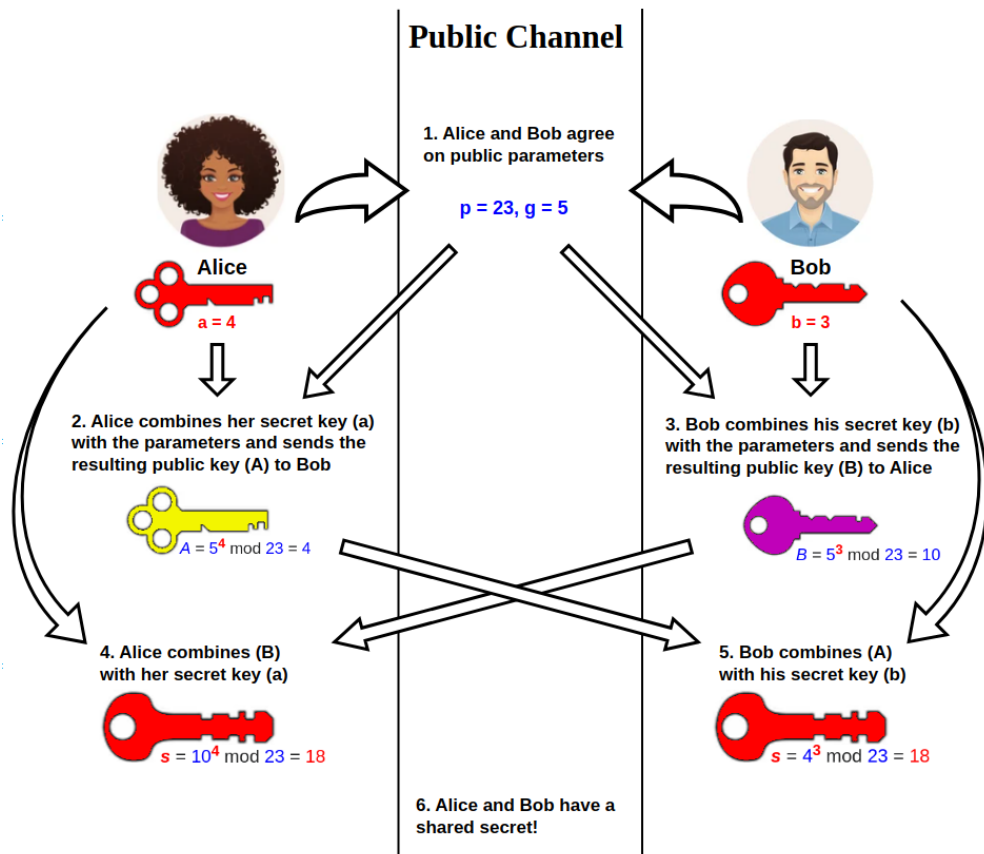 Public Channel
1. Alice and Bob agree
on public parameters
p = 23, g = 5
Alice
a = 4
Bob
b = 3
2. Alice combines her secret key (a)
with the parameters and sends the
resulting public key (A) to Bob
A = 5⁴ mod 23 = 4
3. Bob combines his secret key (b)
with the parameters and sends the
resulting public key (B) to Alice
B = 5³ mod 23 = 10
4. Alice combines (B)
with her secret key (a)
s = 10⁴ mod 23 = 18
5. Bob combines (A)
with his secret key (b)
s = 4³ mod 23 = 18
6. Alice and Bob have a
shared secret!